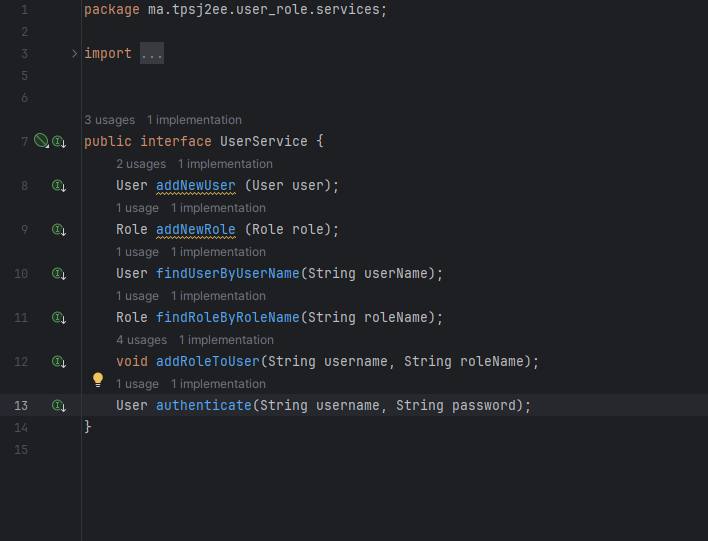 1 package ma.tpsj2ee.user_role.services;
2
3 import ...
5
6
3 usages 1 implementation
7 public interface UserService {
2 usages 1 implementation
8 User addNewUser (User user);
1 usage 1 implementation
9 Role addNewRole (Role role);
1 usage 1 implementation
10 User findUserByUserName(String userName);
1 usage 1 implementation
11 Role findRoleByRoleName(String roleName);
4 usages 1 implementation
12 void addRoleToUser(String username, String roleName);
1 usage 1 implementation
13 User authenticate(String username, String password);
14 }
15